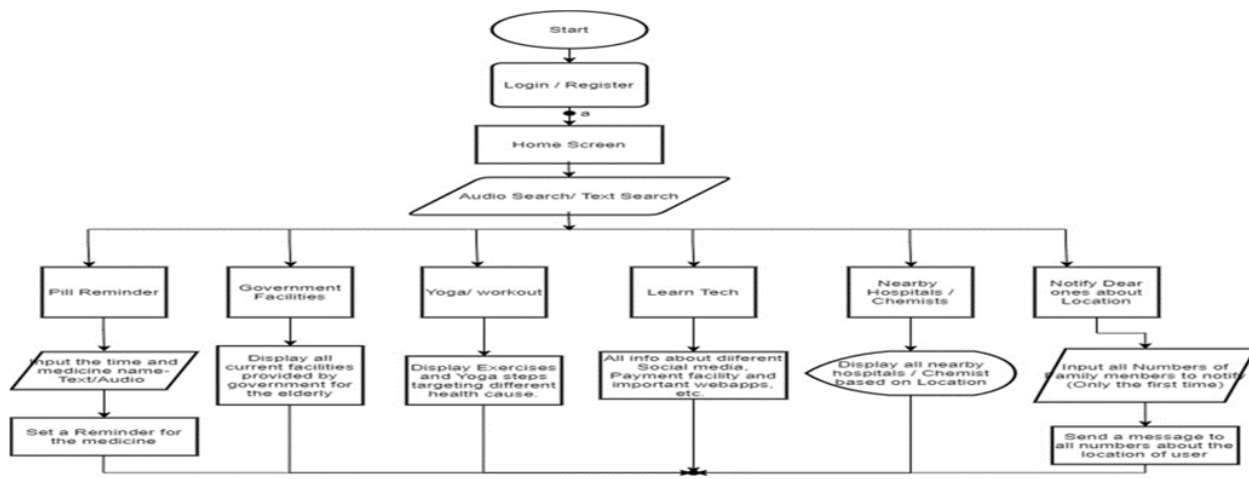 Start
Login / Register
a
Home Screen
Audio Search/ Text Search
Pill Reminder
Government
Facilities
Yoga/ workout
Learn Tech
Nearby
Hospitals /
Chemists
Notify Dear
ones about
Location
Input the time and
medicine name-
Text/Audio
Display all
current facilities
provided by
government for
the elderly
Display Exercises
and Yoga steps
targeting different
health cause.
All info about diiferent
Social media,
Payment facility and
important webapps,
etc.
Display all nearby
hospitals / Chemist
based on Location
Input all Numbers of
Family menbers to notify
(Only the first time)
Set a Reminder for
the medicine
Send a message to
all numbers about the
location of user